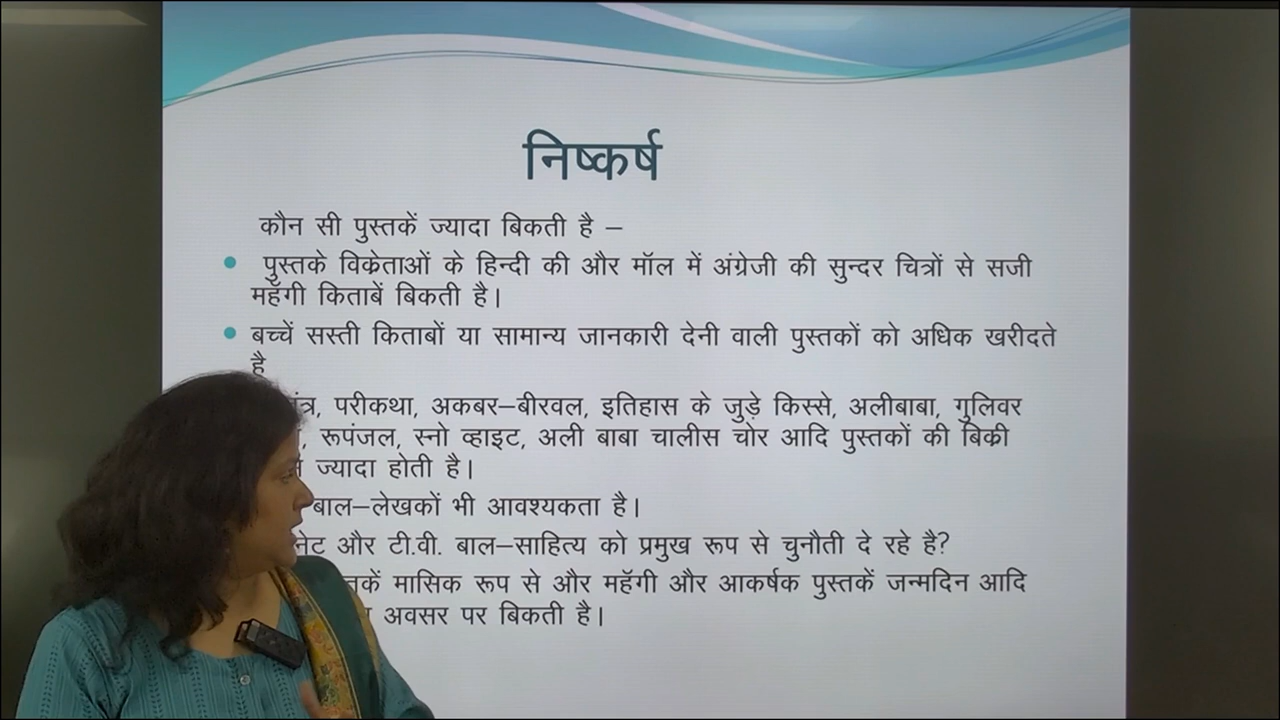 निष्कर्ष
कौन सी पुस्तकें ज्यादा बिकती है –
पुस्तके विक्रेताओं के हिन्दी की और मॉल में अंग्रेजी की सुन्दर चित्रों से सजी
महॅगी किताबें बिकती है।
बच्चें सस्ती किताबों या सामान्य जानकारी देनी वाली पुस्तकों को अधिक खरीदते
है
परीकथा, अकबर–बीरवल, इतिहास के जुड़े किस्से, अलीबाबा, गुलिवर
रूपंजल, स्नो व्हाइट, अली बाबा चालीस चोर आदि पुस्तकों की बिक्री
ज्यादा होती है।
बाल–लेखकों भी आवश्यकता है।
और टी.वी. बाल–साहित्य को प्रमुख रूप से चुनौती दे रहे है?
मासिक रूप से और महॅगी और आकर्षक पुस्तकें जन्मदिन आदि
अवसर पर बिकती है।